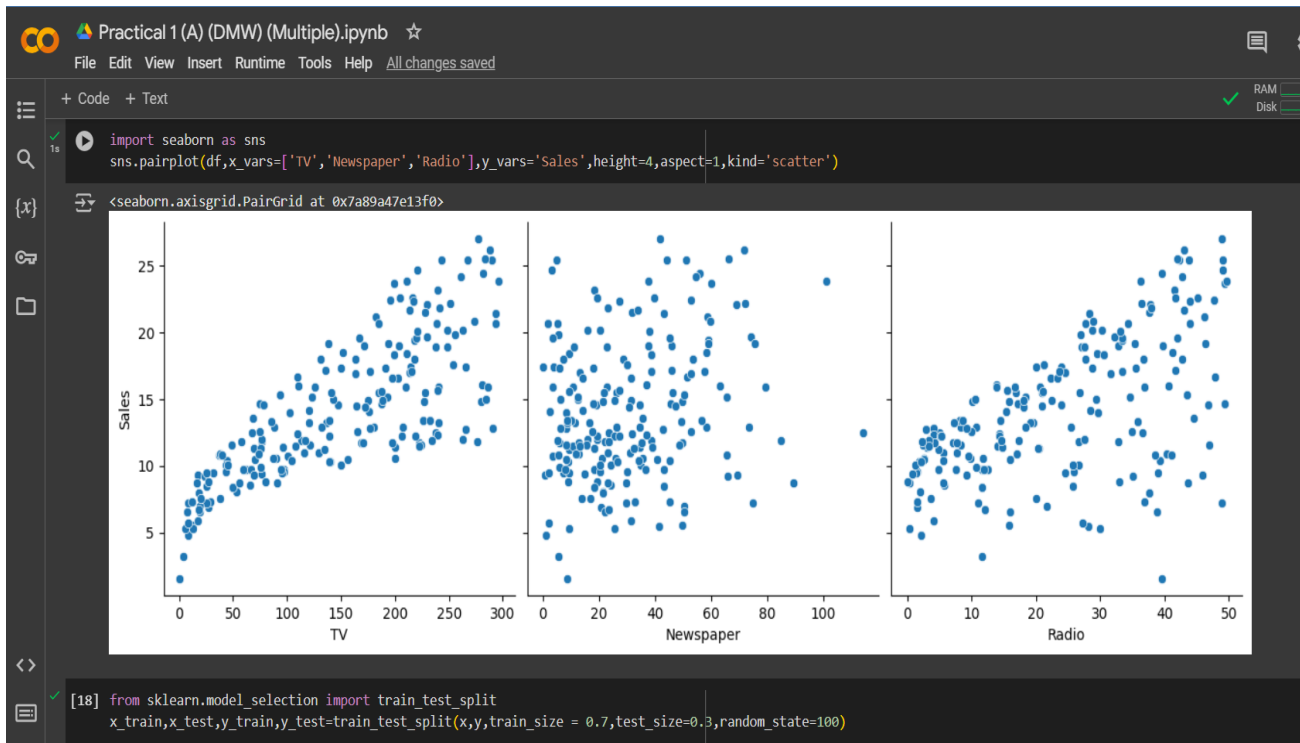 Practical 1 (A) (DMW) (Multiple).ipynb
File Edit View Insert Runtime Tools Help All changes saved
+ Code + Text
RAM
Disk
1s
import seaborn as sns
sns.pairplot(df,x_vars=['TV','Newspaper','Radio'],y_vars='Sales',height=4,aspect=1,kind='scatter')
{x}
<seaborn.axisgrid.PairGrid at 0x7a89a47e13f0>
25
20
15
10
5
Sales
0 50 100 150 200 250 300
TV
0 20 40 60 80 100
Newspaper
0 10 20 30 40 50
Radio
[18] from sklearn.model_selection import train_test_split
x_train,x_test,y_train,y_test=train_test_split(x,y,train_size = 0.7,test_size=0.3,random_state=100)